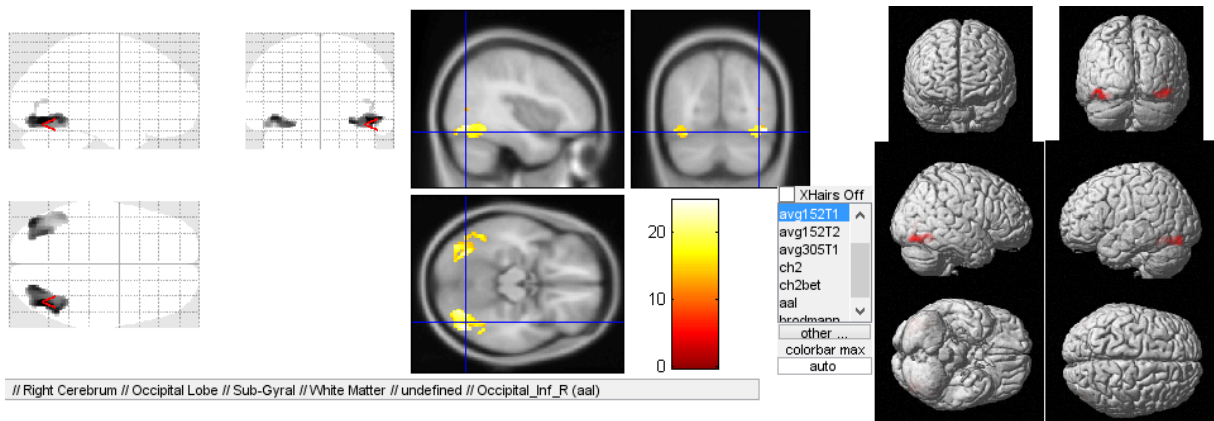 XHairs Off
avg152T1
avg152T2
avg305T1
ch2
ch2bet
aal
brodmann
other ...
colorbar max
auto
20
10
0
// Right Cerebrum // Occipital Lobe // Sub-Gyral // White Matter // undefined // Occipital_Inf_R (aal)